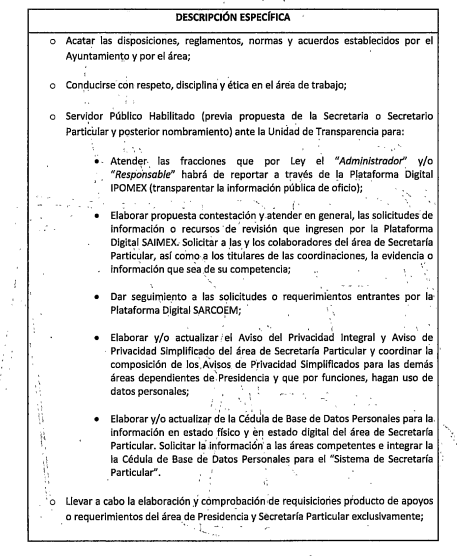 DESCRIPCIÓN ESPECÍFICA
o Acatar las disposiciones, reglamentos, normas y acuerdos establecidos por el
Ayuntamiento y por el área;
o Conducirse con respeto, disciplina y ética en el área de trabajo;
o Servidor Público Habilitado (previa propuesta de la Secretaria o Secretario
Particular y posterior nombramiento) ante la Unidad de Transparencia para:
• Atender las fracciones que por Ley el "Administrador" y/o
"Responsable" habrá de reportar a través de la Plataforma Digital
IPOMEX (transparentar la información pública de oficio);
• Elaborar propuesta contestación y atender en general, las solicitudes de
información o recursos de revisión que ingresen por la Plataforma
Digital SAIMEX. Solicitar a las y los colaboradores del área de Secretaría
Particular, así como a los titulares de las coordinaciones, la evidencia o
información que sea de su competencia;
• Dar seguimiento a las solicitudes o requerimientos entrantes por la
Plataforma Digital SARCOEM;
• Elaborar y/o actualizar el Aviso del Privacidad Integral y Aviso de
Privacidad Simplificado del área de Secretaría Particular y coordinar la
composición de los Avisos de Privacidad Simplificados para las demás
áreas dependientes de Presidencia y que por funciones, hagan uso de
datos personales;
• Elaborar y/o actualizar de la Cédula de Base de Datos Personales para la
información en estado físico y en estado digital del área de Secretaría
Particular. Solicitar la información a las áreas competentes e integrar la
la Cédula de Base de Datos Personales para el "Sistema de Secretaría
Particular".
o Llevar a cabo la elaboración y comprobación de requisiciones producto de apoyos
o requerimientos del área de Presidencia y Secretaría Particular exclusivamente;